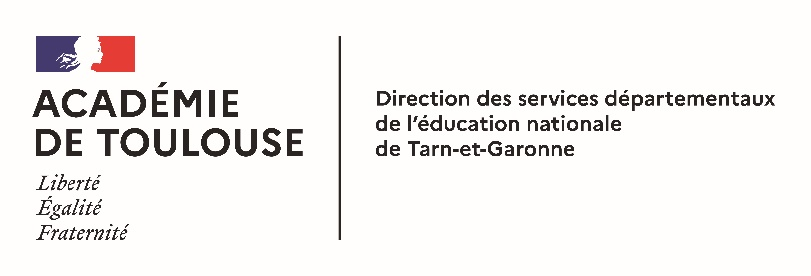 ACADÉMIE
DE TOULOUSE
Liberté
Égalité
Fraternité
Direction des services départementaux
de l'éducation nationale
de Tarn-et-Garonne